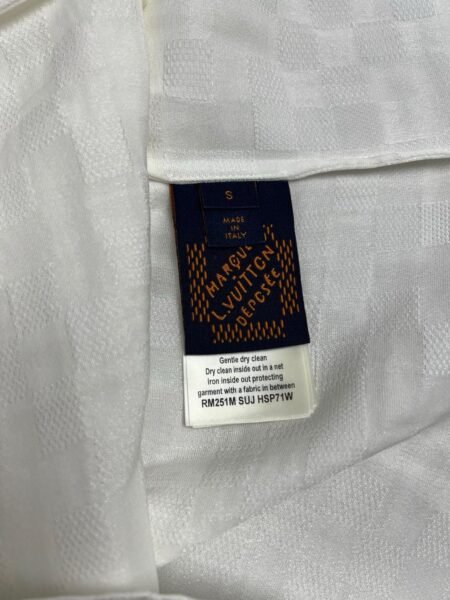 S
MADE
IN
ITALY
MARQUE
L.VUITTON
DÉPOSÉE
Gentle dry clean
Dry clean inside out in a net
Iron inside out protecting
garment with a fabric in between
RM251M SUJ HSP71W